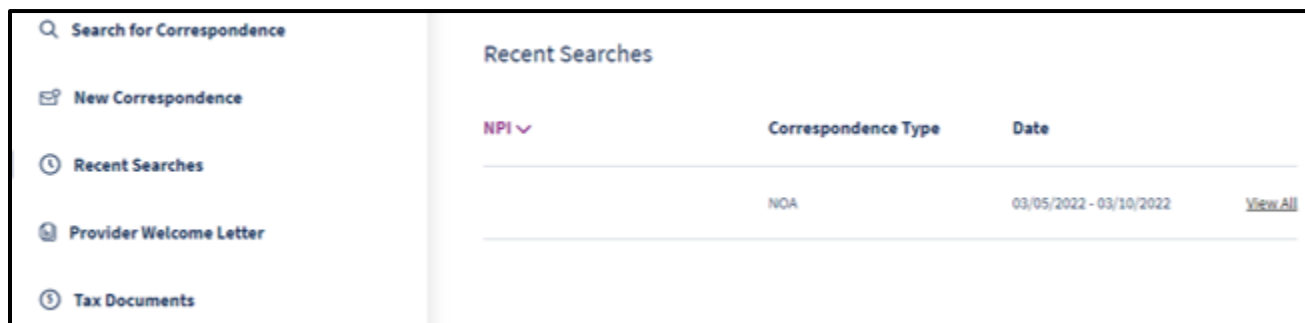 Search for Correspondence
New Correspondence
Recent Searches
Provider Welcome Letter
Tax Documents
Recent Searches
NPI Correspondence Type Date
NOA 03/05/2022 - 03/10/2022 View All